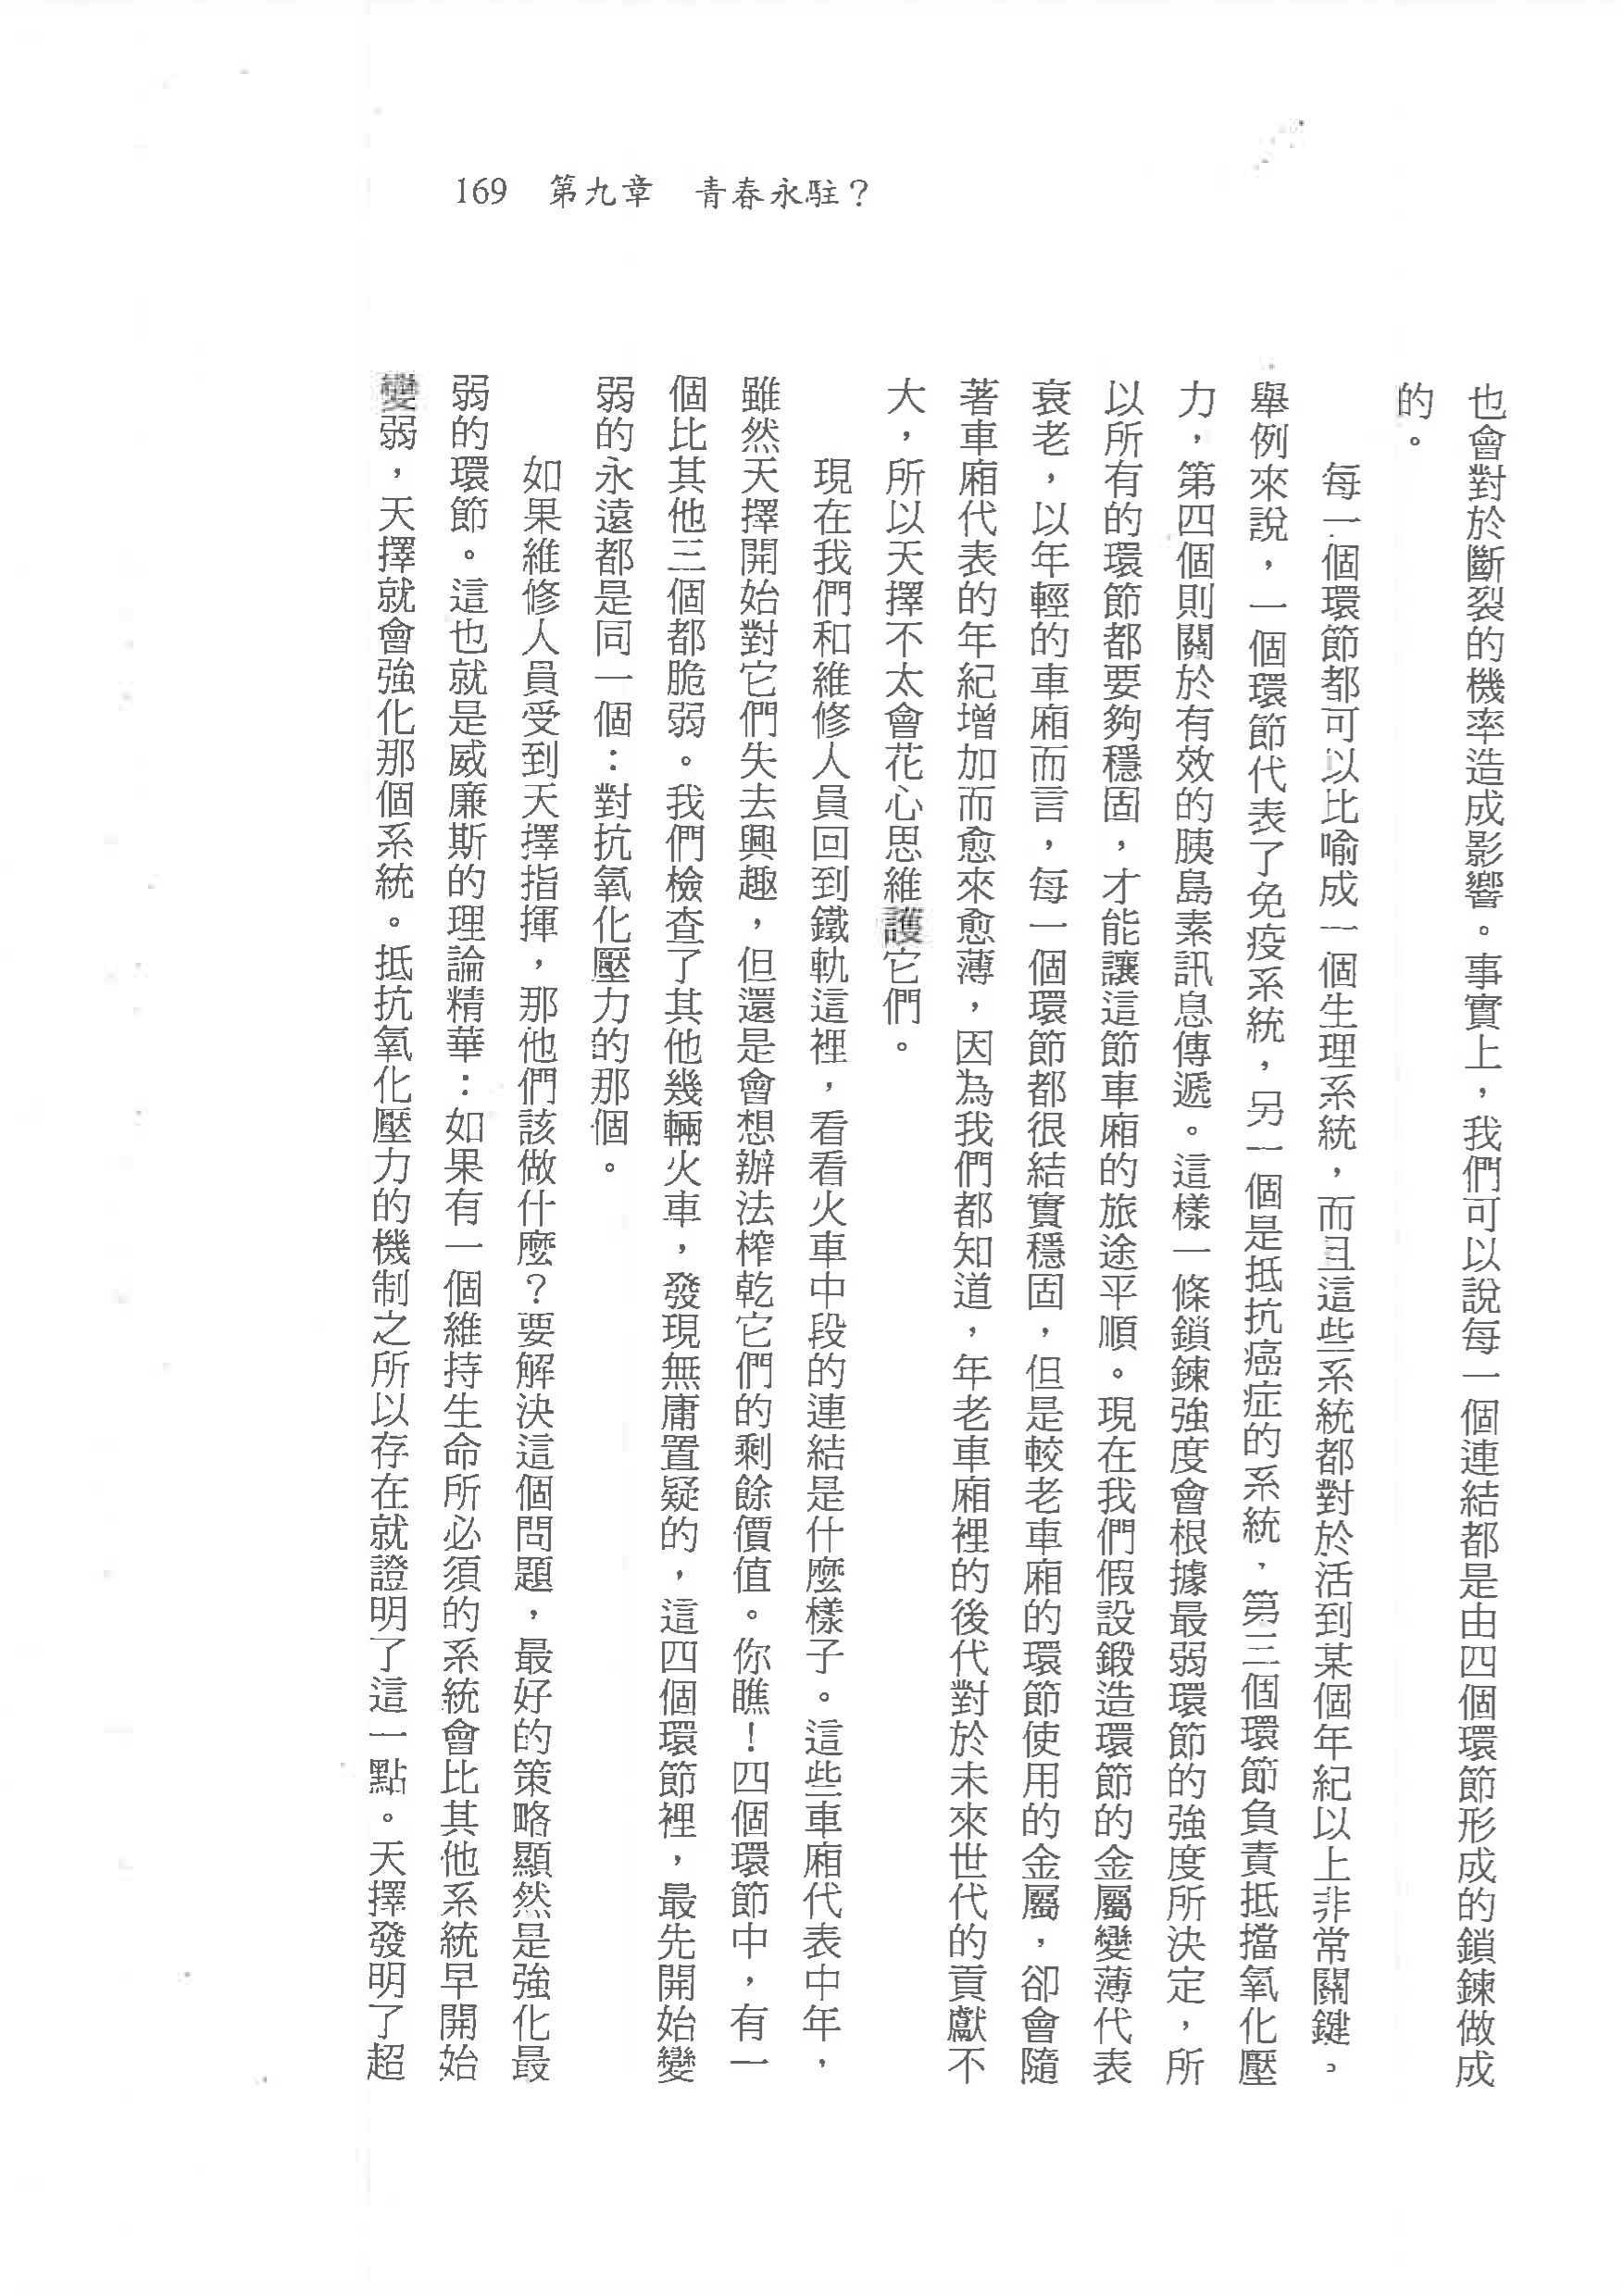 169 第九章 青春永駐？
也會對於斷裂的機率造成影響。事實上，我們可以說每一個連結都是由四個環節形成的鎖鍊做成
的。
每一個環節都可以比喻成一個生理系統，而且這些系統都對於活到某個年紀以上非常關鍵。
舉例來說，一個環節代表了免疫系統，另一個是抵抗癌症的系統，第三個環節負責抵擋氧化壓
力，第四個則關於有效的胰島素訊息傳遞。這樣一條鎖鍊強度會根據最弱環節的強度所決定，所
以所有的環節都要夠穩固，才能讓這節車廂的旅途平順。現在我們假設鍛造環節的金屬變薄代表
衰老，以年輕的車廂而言，每一個環節都很結實穩固，但是較老車廂的環節使用的金屬，卻會隨
著車廂代表的年紀增加而愈來愈薄，因為我們都知道，年老車廂裡的後代對於未來世代的貢獻不
大，所以天擇不太會花心思維護它們。
現在我們和維修人員回到鐵軌這裡，看看火車中段的連結是什麼樣子。這些車廂代表中年，
雖然天擇開始對它們失去興趣，但還是會想辦法榨乾它們的剩餘價值。你瞧！四個環節中，有一
個比其他三個都脆弱。我們檢查了其他幾輛火車，發現無庸置疑的，這四個環節裡，最先開始變
弱的永遠都是同一個：對抗氧化壓力的那個。
如果維修人員受到天擇指揮，那他們該做什麼？要解決這個問題，最好的策略顯然是強化最
弱的環節。這也就是威廉斯的理論精華：如果有一個維持生命所必須的系統會比其他系統早開始
變弱，天擇就會強化那個系統。抵抗氧化壓力的機制之所以存在就證明了這一點。天擇發明了超